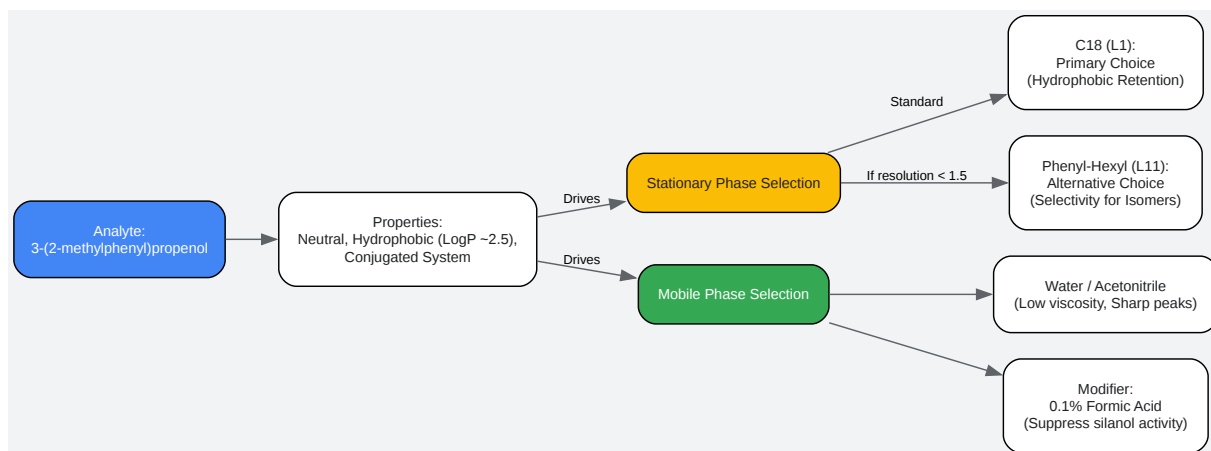 Analyte:
3-(2-methylphenyl)propenol
Properties:
Neutral, Hydrophobic (LogP ~2.5),
Conjugated System
Drives
Drives
Stationary Phase Selection
Mobile Phase Selection
Standard
If resolution < 1.5
C18 (L1):
Primary Choice
(Hydrophobic Retention)
Phenyl-Hexyl (L11):
Alternative Choice
(Selectivity for Isomers)
Water / Acetonitrile
(Low viscosity, Sharp peaks)
Modifier:
0.1% Formic Acid
(Suppress silanol activity)